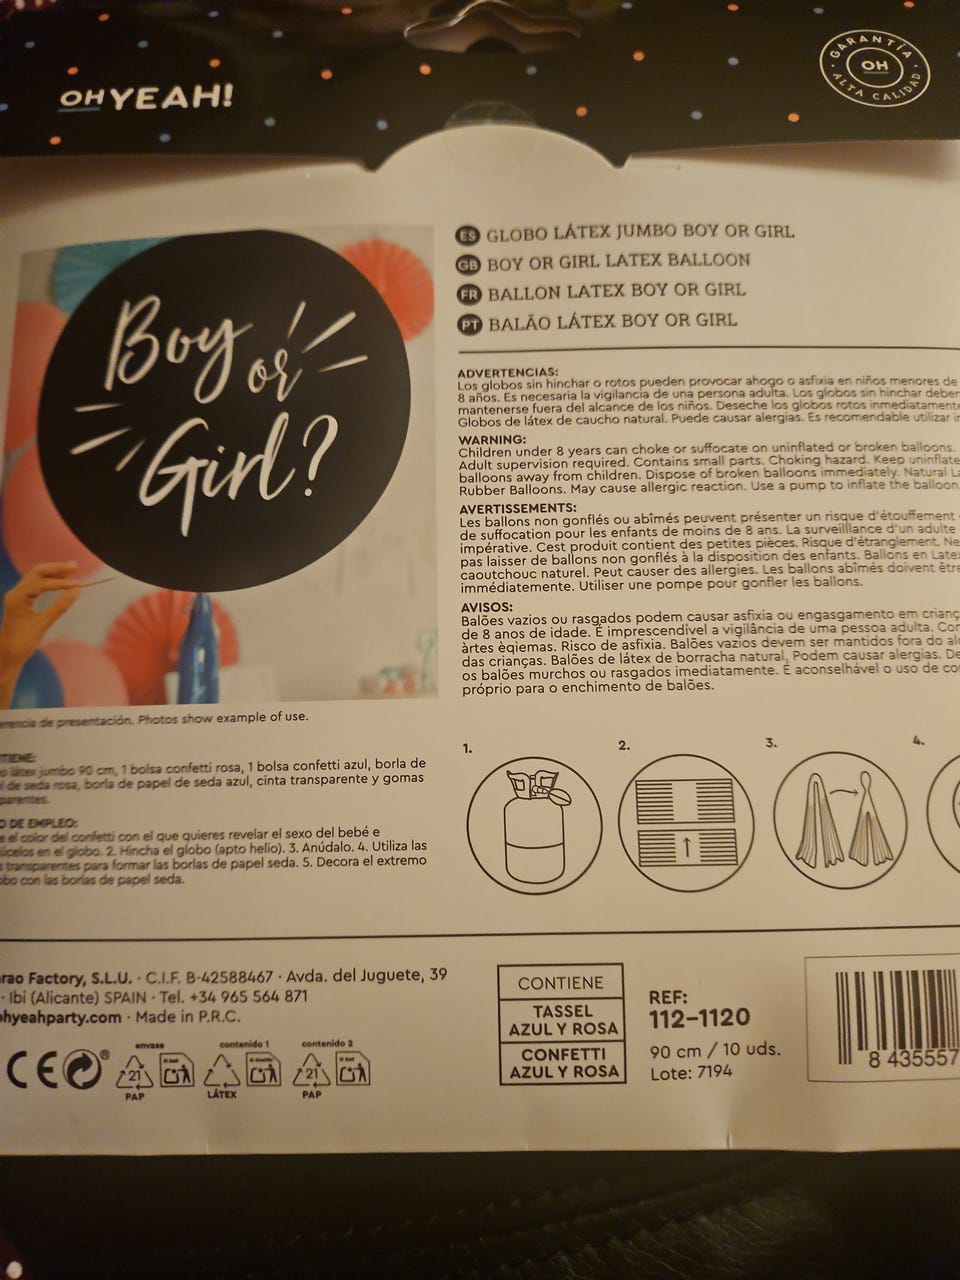 OHYEAH!
GARANTÍA
OH
ALTA CALIDAD
Boy
or
Girl?
ES GLOBO LÁTEX JUMBO BOY OR GIRL
GB BOY OR GIRL LATEX BALLOON
FR BALLON LATEX BOY OR GIRL
PT BALÃO LÁTEX BOY OR GIRL
ADVERTENCIAS:
Los globos sin hinchar o rotos pueden provocar ahogo o asfixia en niños menores de
8 años. Es necesaria la vigilancia de una persona adulta. Los globos sin hinchar deben
mantenerse fuera del alcance de los niños. Deseche los globos rotos inmediatamente
Globos de látex de caucho natural. Puede causar alergias. Es recomendable utilizar
WARNING:
Children under 8 years can choke or suffocate on uninflated or broken balloons.
Adult supervision required. Contains small parts. Choking hazard. Keep uninflate
balloons away from children. Dispose of broken balloons immediately. Natural La
Rubber Balloons. May cause allergic reaction. Use a pump to inflate the balloon
AVERTISSEMENTS:
Les ballons non gonflés ou abîmés peuvent présenter un risque d'étouffement
de suffocation pour les enfants de moins de 8 ans. La surveilllance d'un adulte
impérative. Cest produit contient des petites pièces. Risque d'étranglement. Ne
pas laisser de ballons non gonflés à la disposition des enfants. Ballons en Late
caoutchouc naturel. Peut causer des allergies. Les ballons abîmés doivent être
immédiatement. Utiliser une pompe pour gonfler les ballons.
AVISOS:
Balões vazios ou rasgados podem causar asfixia ou engasgamento em crianç
de 8 anos de idade. É imprescendível a vigilância de uma pessoa adulta. Con
àrtes èqiemas. Risco de asfixia. Balões vazios devem ser mantidos fora do al
das crianças. Balões de látex de borracha natural, Podem causar alergias. De
os balões murchos ou rasgados imediatamente. É aconselhável o uso de co
próprio para o enchimento de balões.
erencia de presentación. Photos show example of use.
TIENE:
o látex jumbo 90 cm, 1 bolsa confetti rosa, 1 bolsa confetti azul, borla de
l de seda rosa, borla de papel de seda azul, cinta transparente y gomas
parentes.
O DE EMPLEO:
e el color del confetti con el que quieres revelar el sexo del bebé e
úcelos en el globo. 2. Hincha el globo (apto helio). 3. Anúdalo. 4. Utiliza las
s transparentes para formar las borlas de papel seda. 5. Decora el extremo
obo con las borlas de papel seda.
1.
2.
3.
4.
rao Factory, S.L.U. · C.I.F. B-42588467 · Avda. del Juguete, 39
· Ibi (Alicante) SPAIN · Tel. +34 965 564 871
ohyeahparty.com · Made in P.R.C.
CE
envase
21
PAP
contenido 1
LÁTEX
contenido 2
21
PAP
CONTIENE
TASSEL
AZUL Y ROSA
CONFETTI
AZUL Y ROSA
REF:
112-1120
90 cm / 10 uds.
Lote: 7194
8 435557